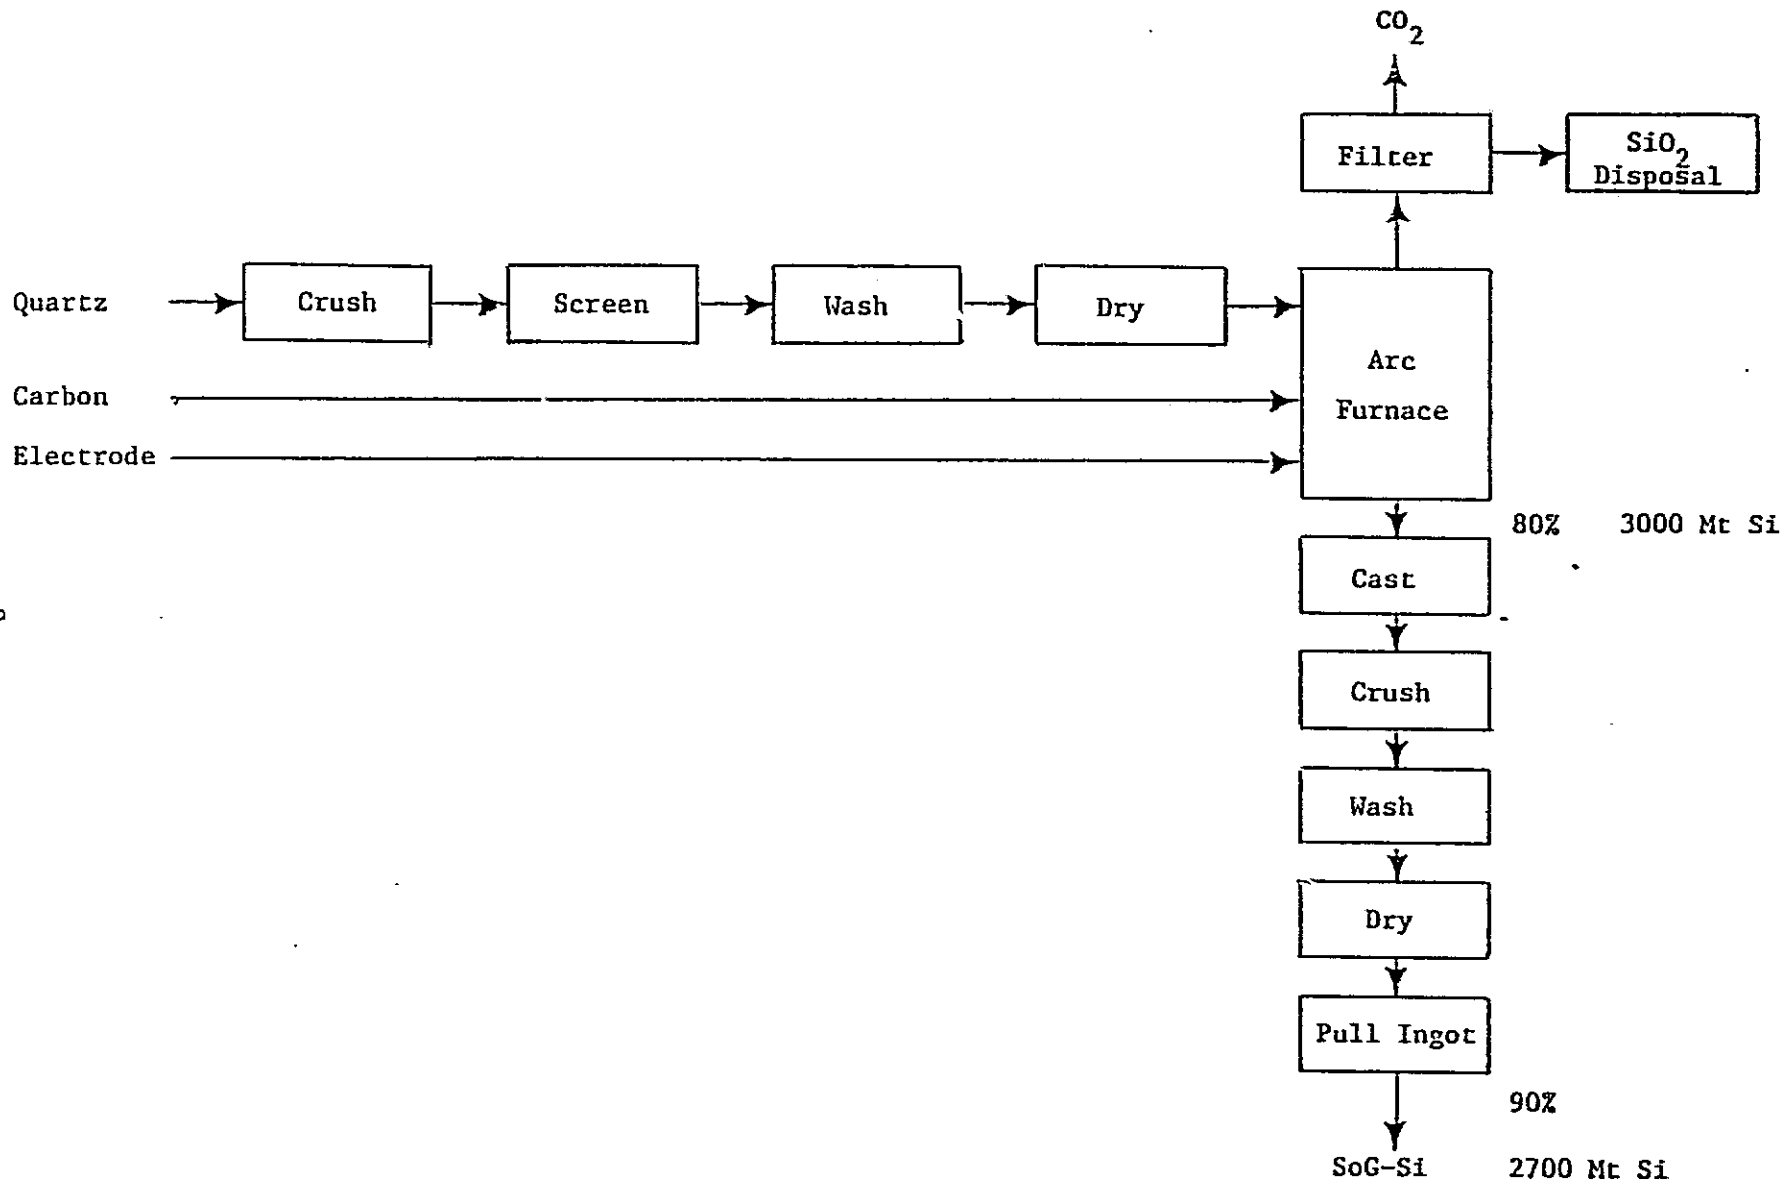 CO2
Filter
SiO2
Disposal
Quartz
Crush
Screen
Wash
Dry
Arc
Furnace
Carbon
Electrode
80% 3000 Mt Si
Cast
Crush
Wash
Dry
Pull Ingot
90%
SoG-Si 2700 Mt Si